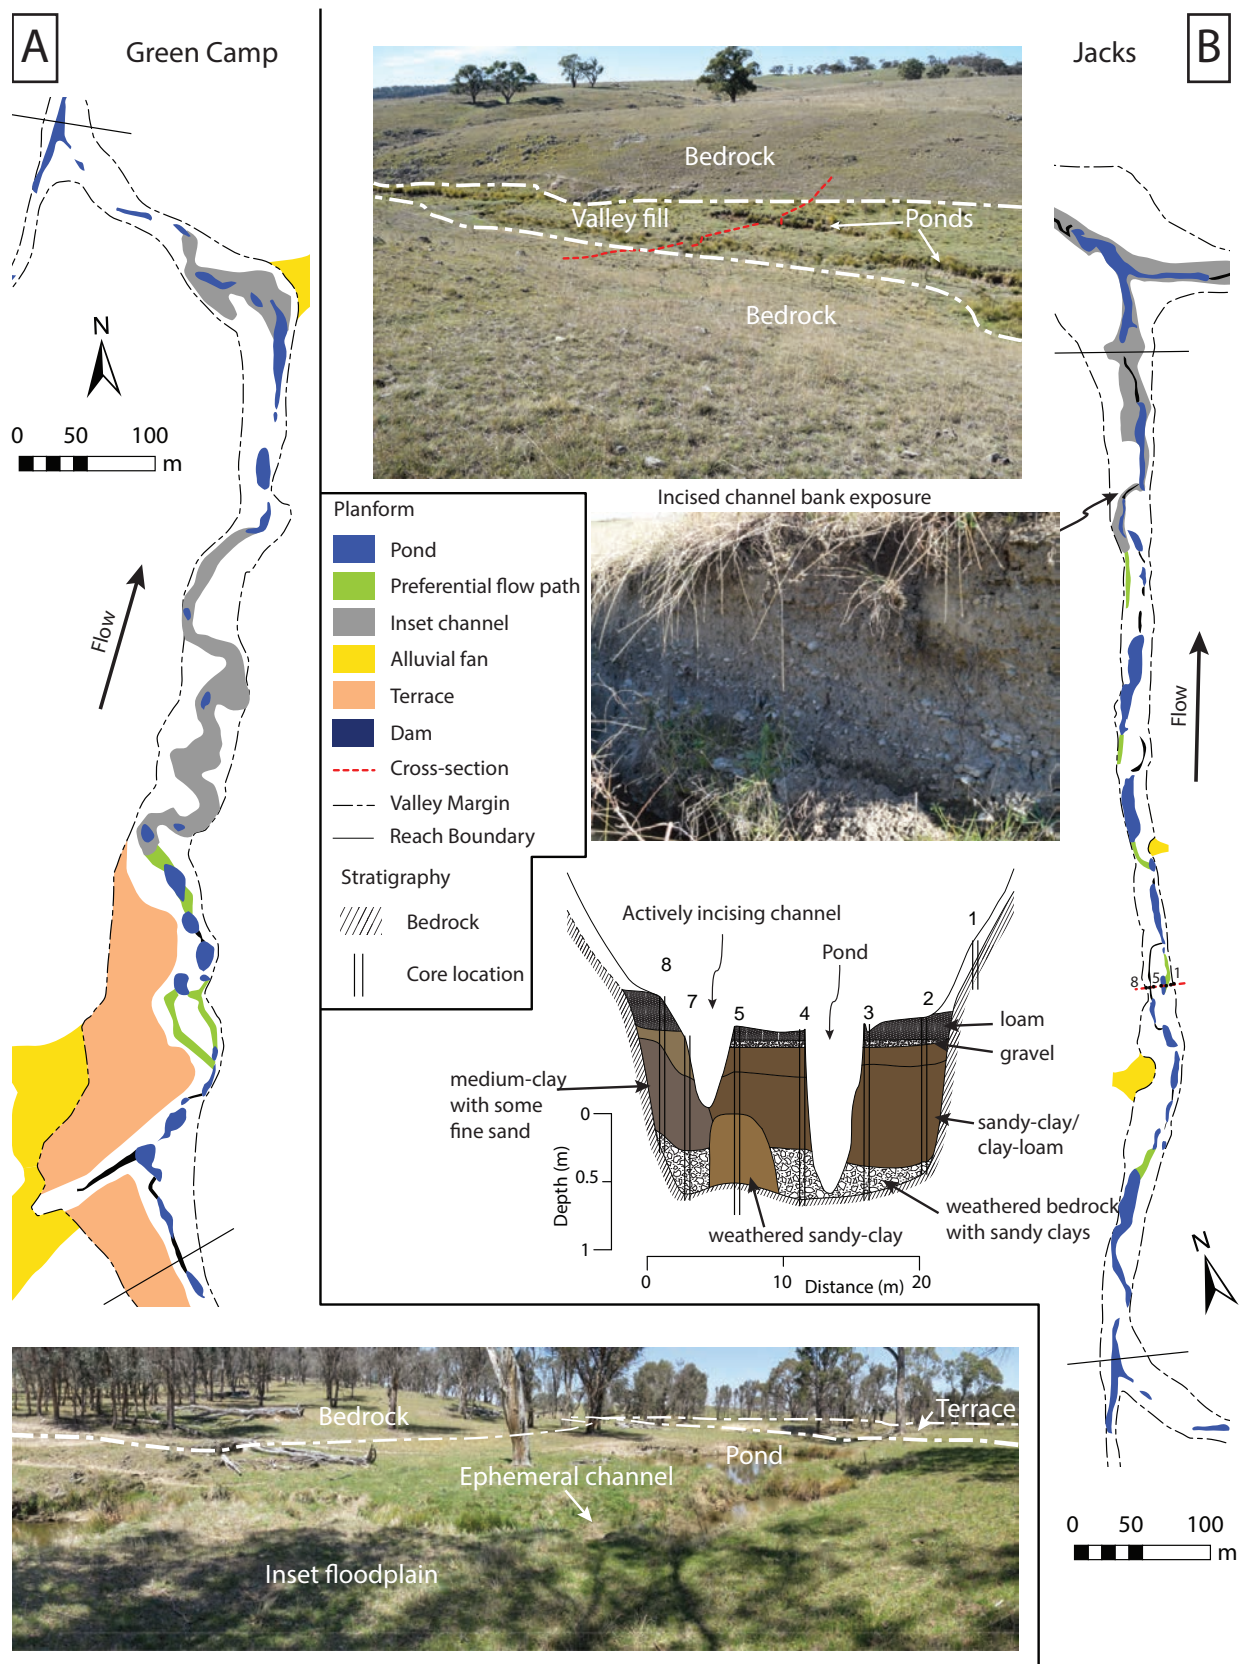 A
Green Camp
N
0 50 100
m
Flow
Bedrock
Valley fill
Ponds
Bedrock
Jacks
B
Incised channel bank exposure
Planform
Pond
Preferential flow path
Inset channel
Alluvial fan
Terrace
Dam
Cross-section
Valley Margin
Reach Boundary
Stratigraphy
Bedrock
Core location
Actively incising channel
Pond
1
8
7
5
4
3
2
loam
gravel
medium-clay
with some
fine sand
sandy-clay/
clay-loam
weathered bedrock
with sandy clays
weathered sandy-clay
0
0.5
1
Depth (m)
0
10
20
Distance (m)
Flow
8
5
1
N
0 50 100
m
Bedrock
Terrace
Pond
Ephemeral channel
Inset floodplain